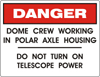 DANGER
DOME CREW WORKING
IN POLAR AXLE HOUSING
DO NOT TURN ON
TELESCOPE POWER